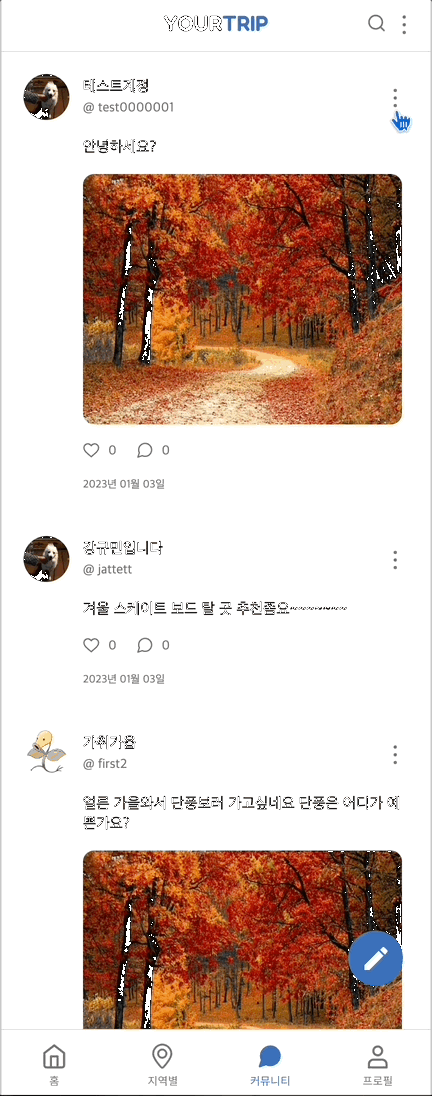 YOURTRIP
테스트계정
@ test0000001
안녕하세요?
0 0
2023년 01월 03일
장규민입니다
@ jattett
겨울 스케이트 보드 탈 곳 추천좀요~~~~~~~~~~~
0 0
2023년 01월 03일
가취가욥
@ first2
얼른 가을와서 단풍보러 가고싶네요 단풍은 어디가 예
쁜가요?
홈 지역별 커뮤니티 프로필